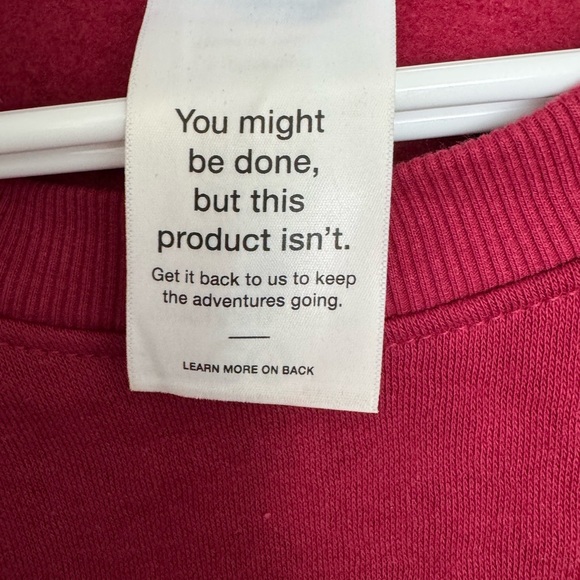 You might
be done,
but this
product isn't.
Get it back to us to keep
the adventures going.
LEARN MORE ON BACK